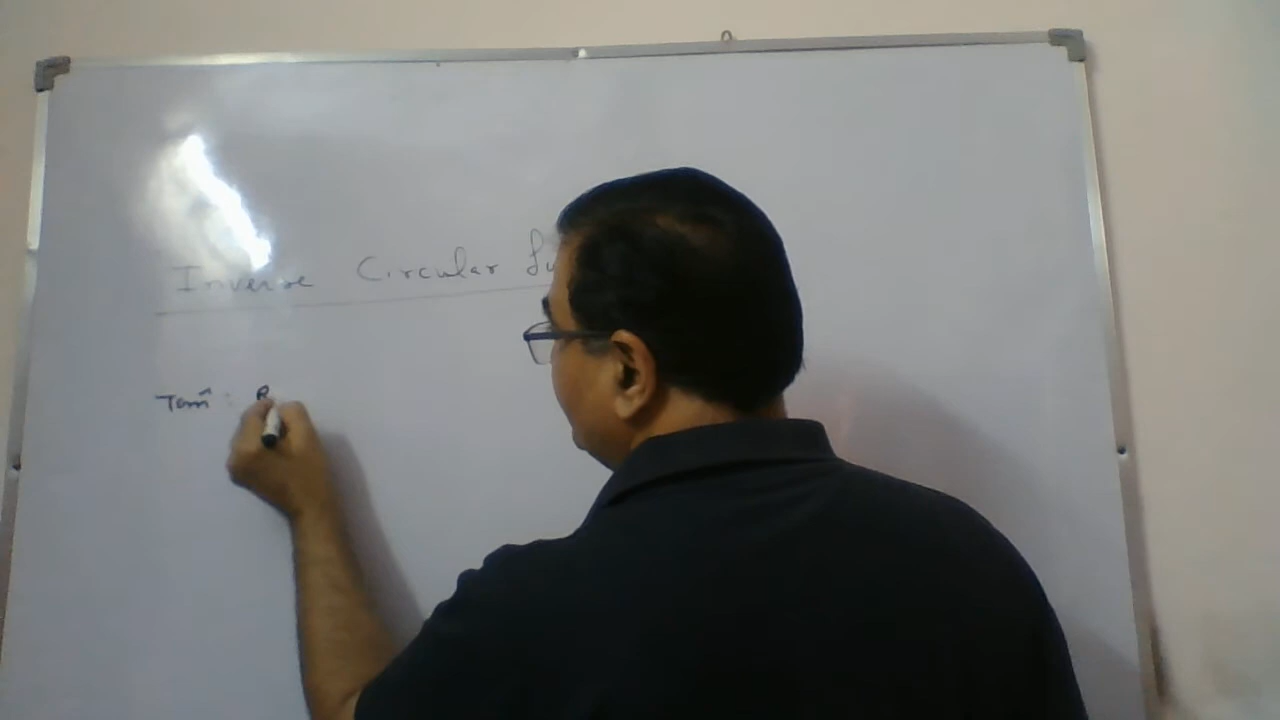 Inverse Circular fu
Tan⁻¹ : R